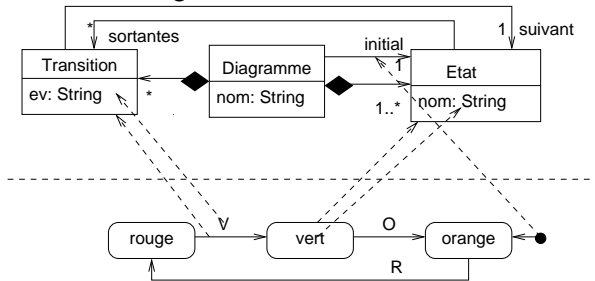 * sortantes 1 suivant
initial
Transition Diagramme 1 Etat
ev: String * nom: String 1..* nom: String
V O
rouge vert orange
R